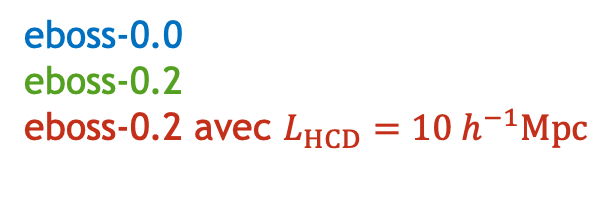 eboss-0.0
eboss-0.2
eboss-0.2 avec L_HCD = 10 h⁻¹Mpc